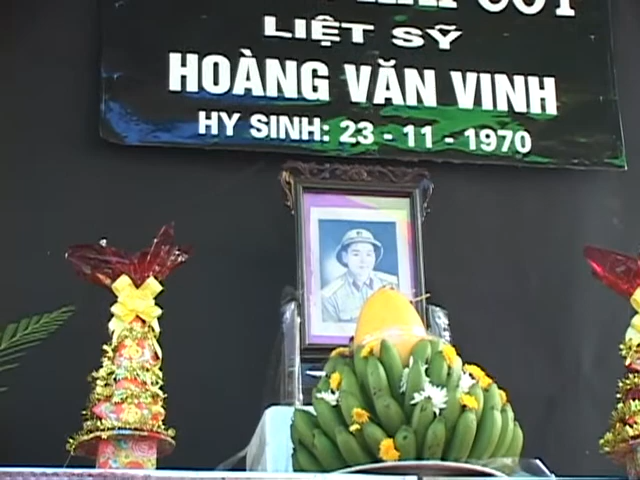 LIỆT SỸ
HOÀNG VĂN VINH
HY SINH: 23 - 11 - 1970